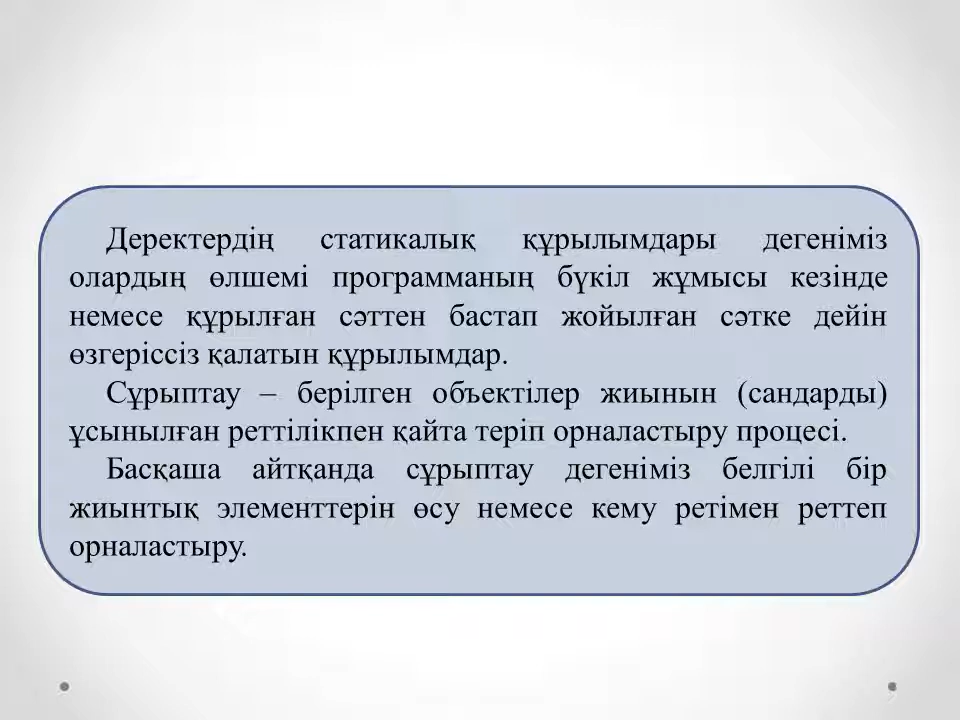 Деректердің статикалық құрылымдары дегеніміз
олардың өлшемі программаның бүкіл жұмысы кезінде
немесе құрылған сәттен бастап жойылған сәтке дейін
өзгеріссіз қалатын құрылымдар.
Сұрыптау – берілген объектілер жиынын (сандарды)
ұсынылған реттілікпен қайта теріп орналастыру процесі.
Басқаша айтқанда сұрыптау дегеніміз белгілі бір
жиынтық элементтерін өсу немесе кему ретімен реттеп
орналастыру.